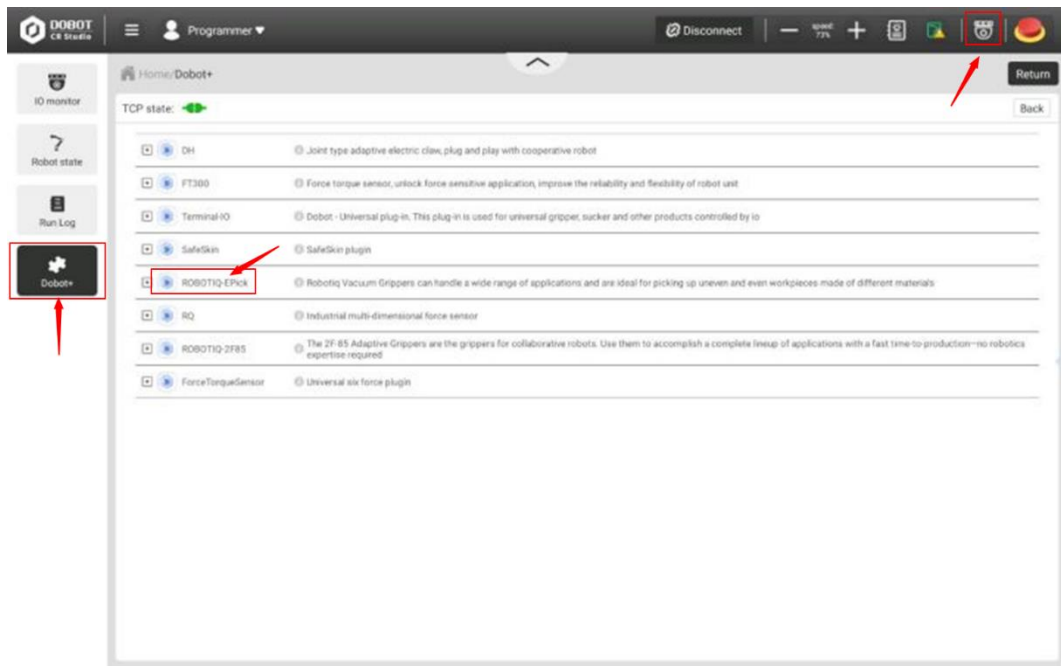 DOBOT
CR Studio
Programmer
Disconnect
speed
73%
IO monitor
Robot state
Run Log
Dobot+
Home/Dobot+
Return
TCP state:
Back
DH
Joint type adaptive electric claw, plug and play with cooperative robot
FT300
Force torque sensor, unlock force sensitive application, improve the reliability and flexibility of robot unit
Terminal-IO
Dobot - Universal plug-in. This plug-in is used for universal gripper, sucker and other products controlled by io
SafeSkin
SafeSkin plugin
ROBOTIQ-EPick
Robotiq Vacuum Grippers can handle a wide range of applications and are ideal for picking up uneven and even workpieces made of different materials
RQ
Industrial multi-dimensional force sensor
ROBOTIQ-2F85
The 2F-85 Adaptive Grippers are the grippers for collaborative robots. Use them to accomplish a complete lineup of applications with a fast time-to-production—no robotics
expertise required
ForceTorqueSensor
Universal six force plugin